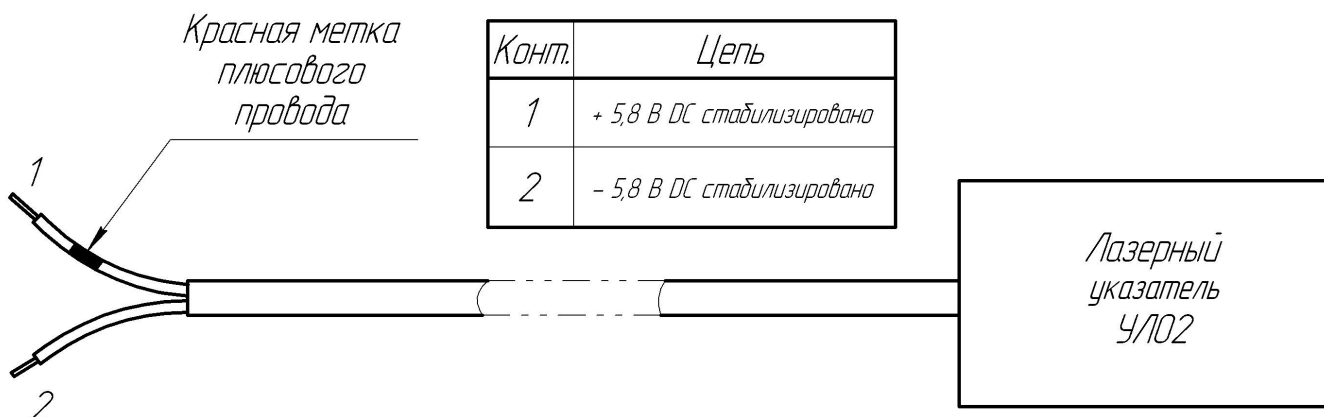 Красная метка
плюсового
провода
Конт. Цепь
1 + 5,8 В DC стабилизировано
2 – 5,8 В DC стабилизировано
1
2
Лазерный
указатель
УЛ02